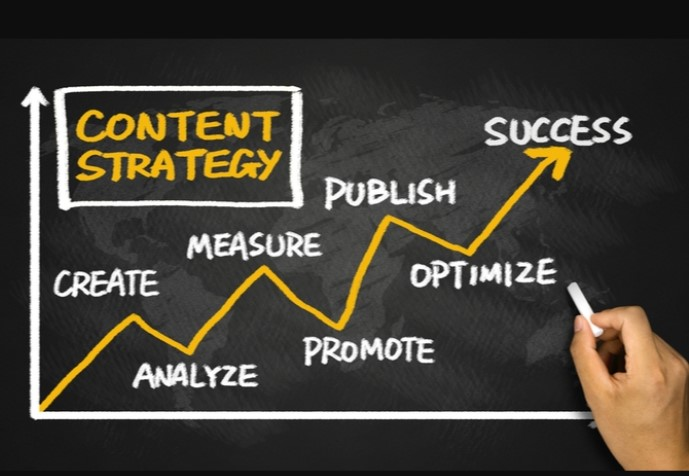 CONTENT
STRATEGY
SUCCESS
PUBLISH
MEASURE
OPTIMIZE
CREATE
PROMOTE
ANALYZE